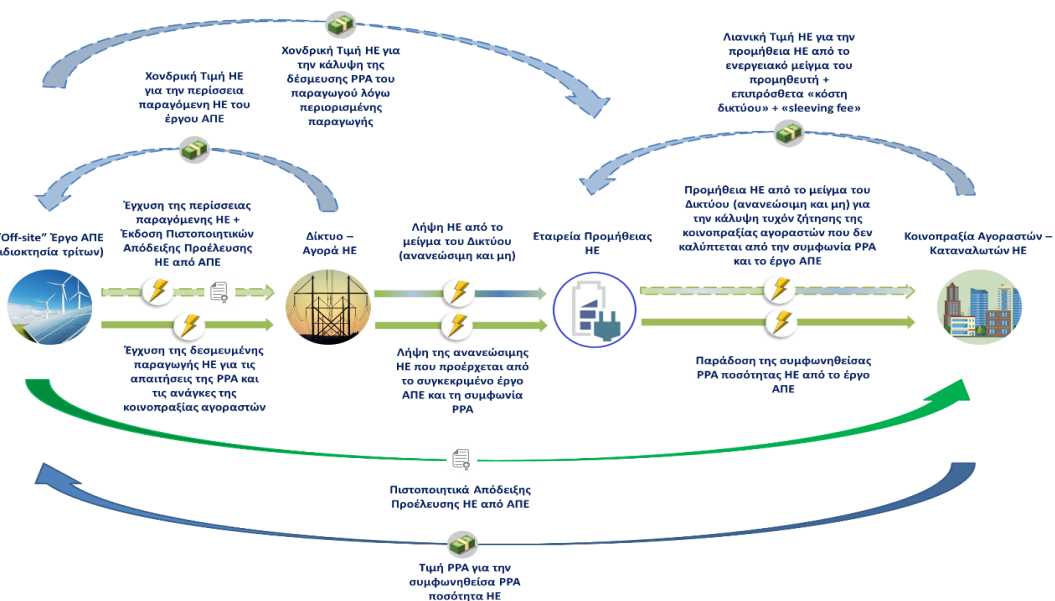 Χονδρική Τιμή ΗΕ για
την κάλυψη της
δέσμευσης PPA του
παραγωγού λόγω
περιορισμένης
παραγωγής
Λιανική Τιμή ΗΕ για την
προμήθεια ΗΕ από το
ενεργειακό μείγμα του
προμηθευτή +
επιπρόσθετα «κόστη
δικτύου» + «sleeving fee»
Χονδρική Τιμή ΗΕ
για την περίσσεια
παραγόμενη ΗΕ του
έργου ΑΠΕ
"Off-site" Έργο ΑΠΕ
ιδιοκτησία τρίτων)
Έγχυση της περίσσειας
παραγόμενης ΗΕ +
Έκδοση Πιστοποιητικών
Απόδειξης Προέλευσης
ΗΕ από ΑΠΕ
Δίκτυο –
Αγορά ΗΕ
Λήψη ΗΕ από το
μείγμα του Δικτύου
(ανανεώσιμη και μη)
Εταιρεία Προμήθειας
ΗΕ
Προμήθεια ΗΕ από το μείγμα του
Δικτύου (ανανεώσιμη και μη) για
την κάλυψη τυχόν ζήτησης της
κοινοπραξίας αγοραστών που δεν
καλύπτεται από την συμφωνία PPA
και το έργο ΑΠΕ
Κοινοπραξία Αγοραστών –
Καταναλωτών ΗΕ
Έγχυση της δεσμευμένης
παραγωγής ΗΕ για τις
απαιτήσεις της PPA και
τις ανάγκες της
κοινοπραξίας αγοραστών
Λήψη της ανανεώσιμης
ΗΕ που προέρχεται από
το συγκεκριμένο έργο
ΑΠΕ και τη συμφωνία
PPA
Παράδοση της συμφωνηθείσας
PPA ποσότητας ΗΕ από το έργο
ΑΠΕ
Πιστοποιητικά Απόδειξης
Προέλευσης ΗΕ από ΑΠΕ
Τιμή PPA για την
συμφωνηθείσα PPA
ποσότητα ΗΕ